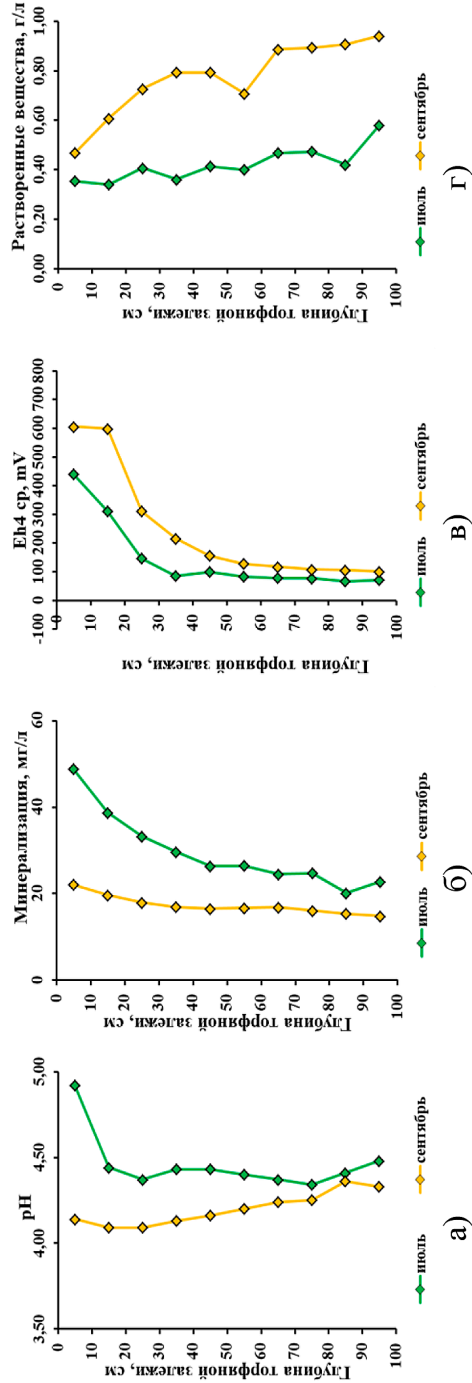 pH
3,50 4,00 4,50 5,00
0
10
20
30
40
50
60
70
80
90
100
Глубина торфяной залежи, см
июль сентябрь
а)
Минерализация, мг/л
0 20 40 60
0
10
20
30
40
50
60
70
80
90
100
Глубина торфяной залежи, см
июль сентябрь
б)
Eh4 ср, mV
-100 0 100 200 300 400 500 600 700 800
0
10
20
30
40
50
60
70
80
90
100
Глубина торфяной залежи, см
июль сентябрь
в)
Растворенные вещества, г/л
0,00 0,20 0,40 0,60 0,80 1,00
0
10
20
30
40
50
60
70
80
90
100
Глубина торфяной залежи, см
июль сентябрь
г)